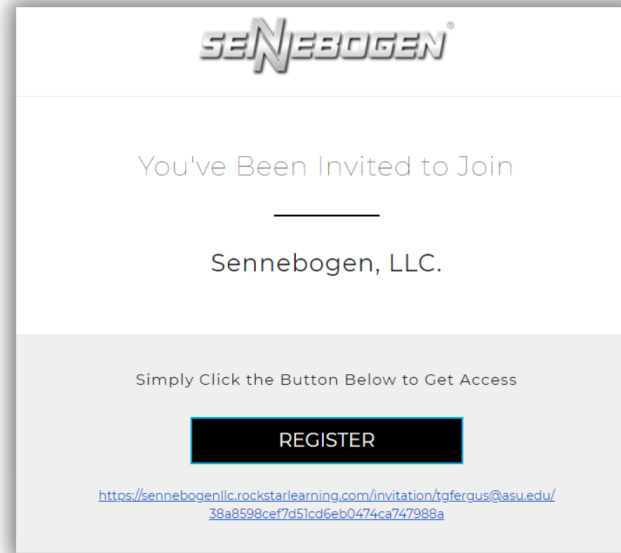 SENNEBOGEN®
You've Been Invited to Join
Sennebogen, LLC.
Simply Click the Button Below to Get Access
REGISTER
https://sennebogenllc.rockstarlearning.com/invitation/tgfergus@asu.edu/
38a8598cef7d51cd6eb0474ca747988a